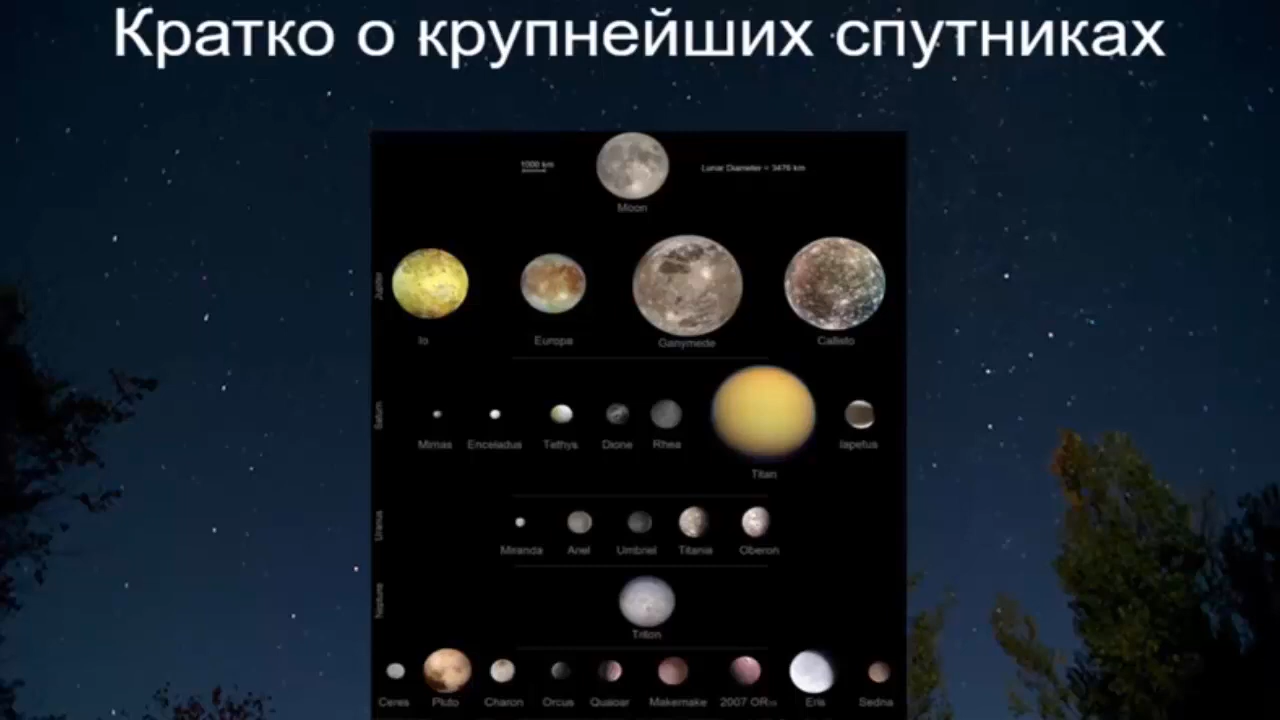 Кратко о крупнейших спутниках
1000 km
Lunar Diameter = 3476 km
Moon
Jupiter
Io Europa Ganymede Callisto
Saturn
Mimas Enceladus Tethys Dione Rhea Titan Iapetus
Uranus
Miranda Ariel Umbriel Titania Oberon
Neptune
Triton
Ceres Pluto Charon Orcus Quaoar Makemake 2007 OR₁₀ Eris Sedna